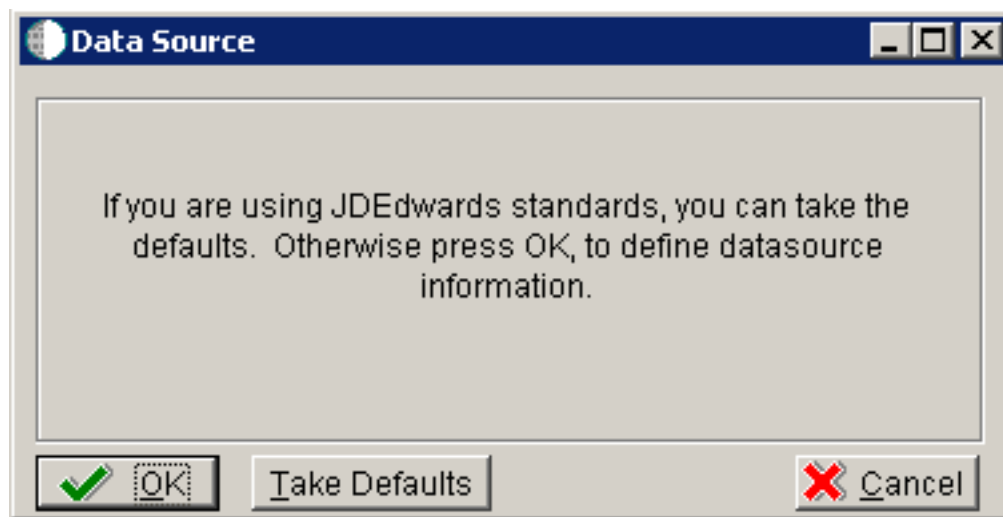 Data Source
If you are using JDEdwards standards, you can take the
defaults.  Otherwise press OK, to define datasource
information.
OK
Take Defaults
Cancel